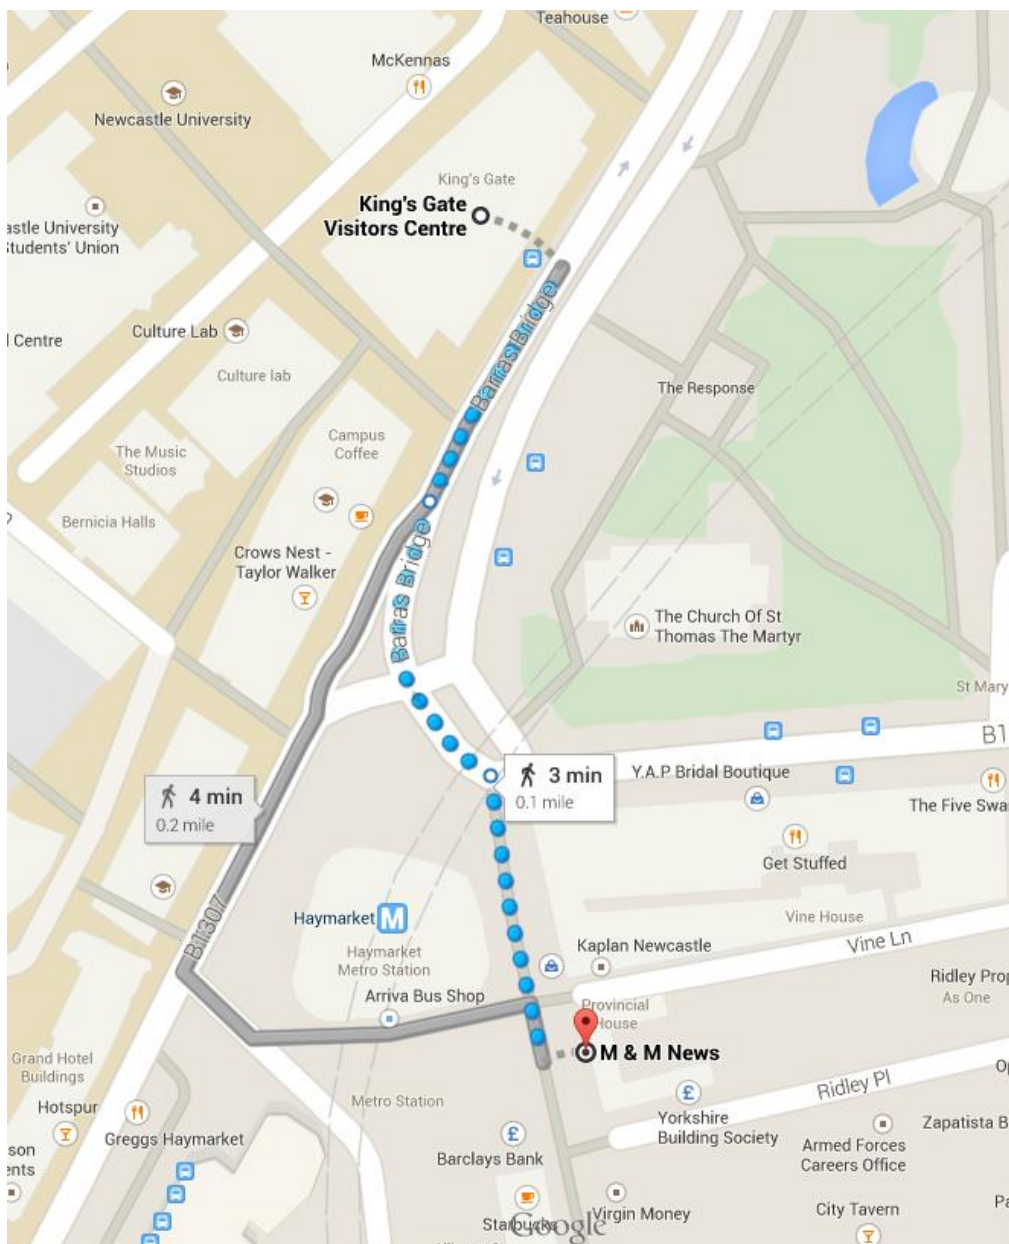 Teahouse
McKennas
Newcastle University
King's Gate
King's Gate
Visitors Centre
astle University
Students' Union
Barras Bridge
l Centre
Culture Lab
Culture lab
The Response
Campus
Coffee
The Music
Studios
Bernicia Halls
Crows Nest -
Taylor Walker
Barras Bridge
The Church Of St
Thomas The Martyr
St Mary
B1
4 min
0.2 mile
3 min
0.1 mile
Y.A.P Bridal Boutique
The Five Swa
Get Stuffed
Vine House
B1307
Haymarket
M
Haymarket
Metro Station
Kaplan Newcastle
Vine Ln
Arriva Bus Shop
Provincial
House
Ridley Prop
As One
M & M News
Grand Hotel
Buildings
Ridley Pl
Metro Station
Hotspur
Greggs Haymarket
Yorkshire
Building Society
Zapatista B
Armed Forces
Careers Office
son
ents
Barclays Bank
Starbucks
Virgin Money
City Tavern
Pa
Google